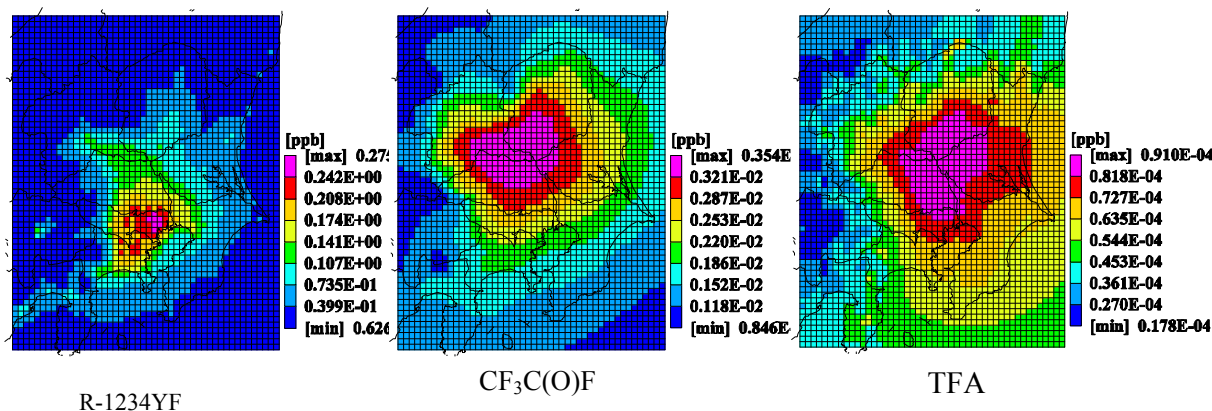 [ppb]
[max] 0.275
0.242E+00
0.208E+00
0.174E+00
0.141E+00
0.107E+00
0.735E-01
0.399E-01
[min] 0.626
R-1234YF
[ppb]
[max] 0.354E
0.321E-02
0.287E-02
0.253E-02
0.220E-02
0.186E-02
0.152E-02
0.118E-02
[min] 0.846E
CF₃C(O)F
[ppb]
[max] 0.910E-04
0.818E-04
0.727E-04
0.635E-04
0.544E-04
0.453E-04
0.361E-04
0.270E-04
[min] 0.178E-04
TFA